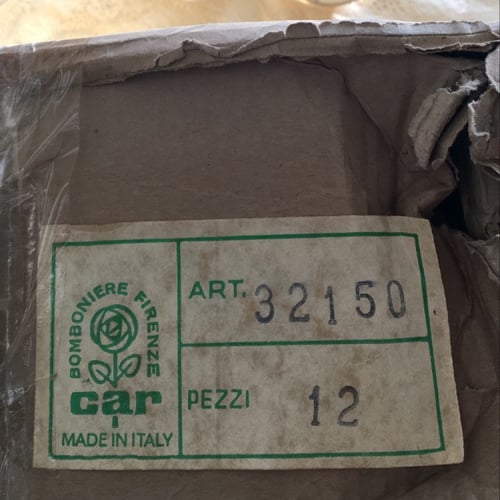 BOMBONIERE FIRENZE
car
MADE IN ITALY
ART. 32150
PEZZI 12